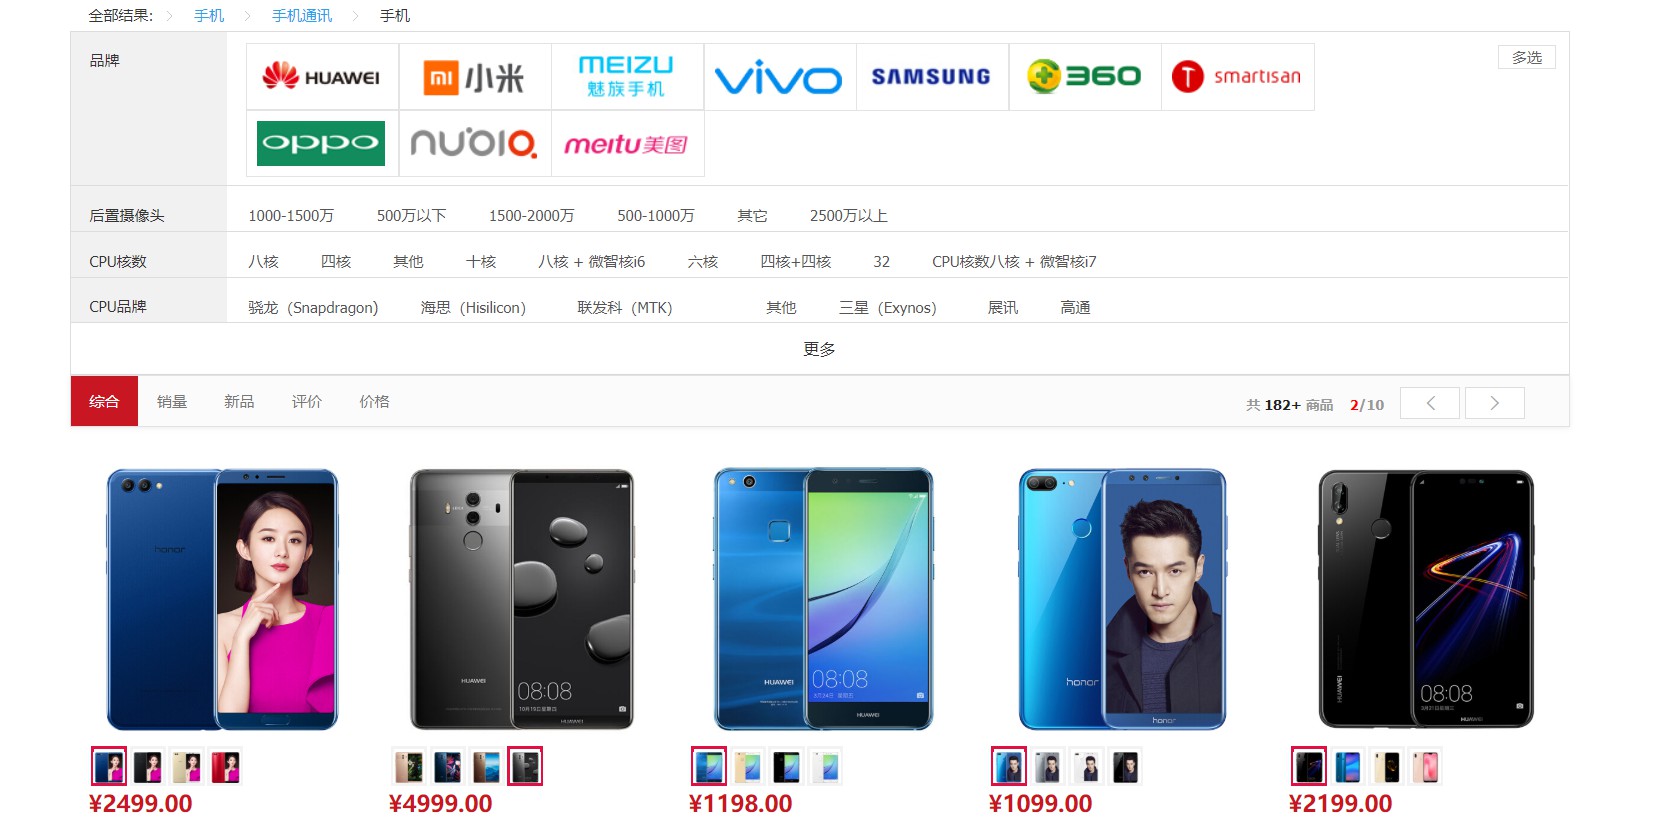 全部结果: 手机 手机通讯 手机
品牌
多选
HUAWEI 小米 MEIZU 魅族手机 vivo SAMSUNG 360 smartisan
oppo nubia meitu美图
后置摄像头 1000-1500万 500万以下 1500-2000万 500-1000万 其它 2500万以上
CPU核数 八核 四核 其他 十核 八核 + 微智核i6 六核 四核+四核 32 CPU核数八核 + 微智核i7
CPU品牌 骁龙（Snapdragon) 海思（Hisilicon） 联发科（MTK） 其他 三星（Exynos） 展讯 高通
更多
综合 销量 新品 评价 价格 共 182+ 商品 2/10
honor
HUAWEI
08:08
HUAWEI
HUAWEI
08:08
HUAWEI
honor
honor
HUAWEI
08:08
HUAWEI
¥2499.00 ¥4999.00 ¥1198.00 ¥1099.00 ¥2199.00